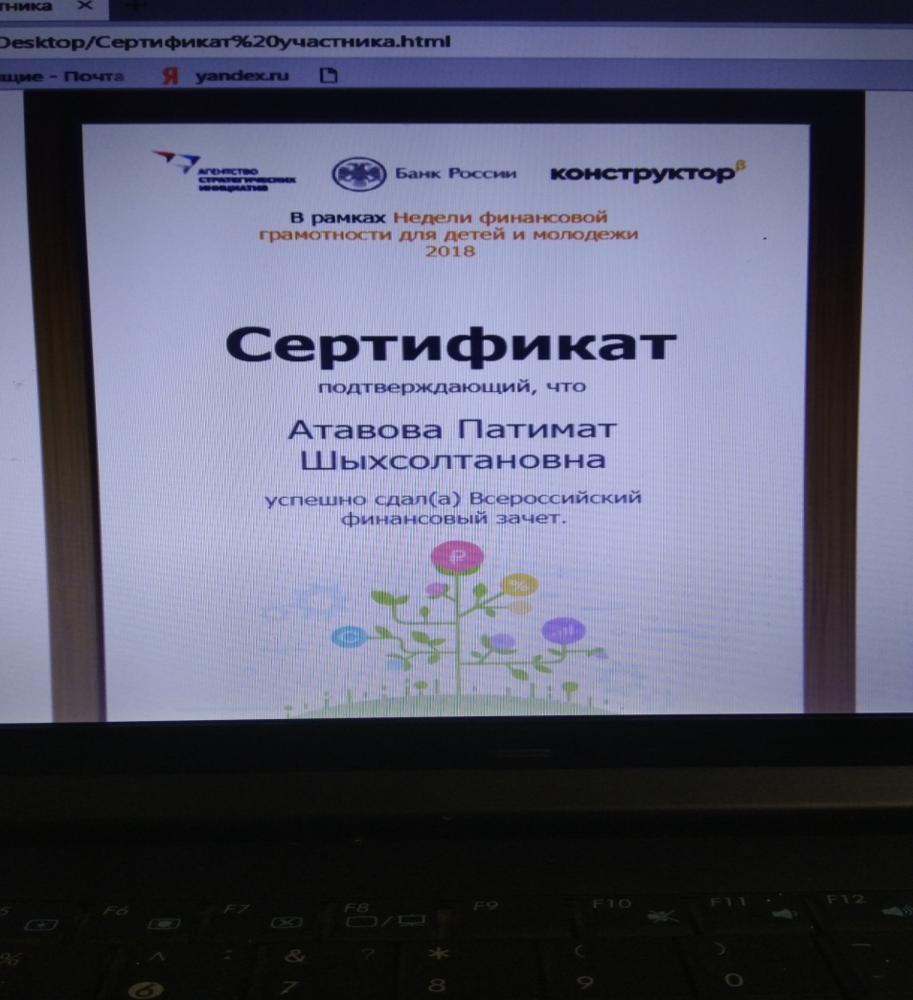 тника ×
Desktop/Сертификат%20участника.html
щие - Почта Я yandex.ru
АГЕНТСТВО
СТРАТЕГИЧЕСКИХ
ИНИЦИАТИВ
Банк России
конструктор β
В рамках Недели финансовой
грамотности для детей и молодежи
2018
Сертификат
подтверждающий, что
Атавова Патимат
Шыхсолтановна
успешно сдал(а) Всероссийский
финансовый зачет.
₽
%
F6 F7 F8 F9 F10 F11 F12
% ^ : & ? * ( )
6 7 8 9 0